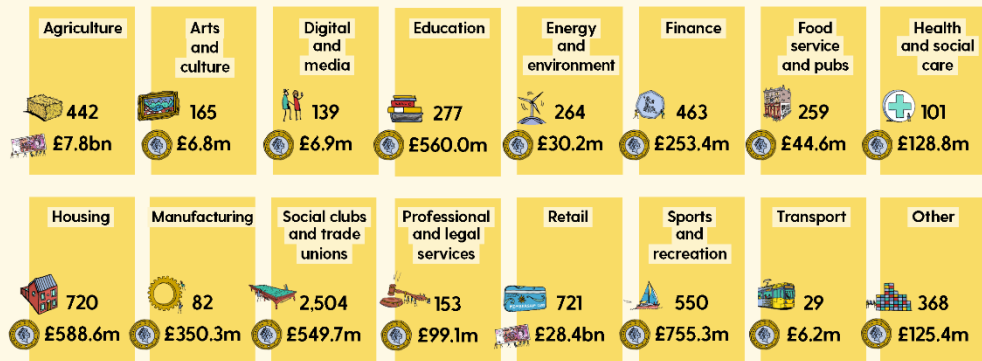 Agriculture
442
£7.8bn
Arts
and
culture
165
£6.8m
Digital
and
media
139
£6.9m
Education
277
£560.0m
Energy
and
environment
264
£30.2m
Finance
463
£253.4m
Food
service
and pubs
259
£44.6m
Health
and social
care
101
£128.8m
Housing
720
£588.6m
Manufacturing
82
£350.3m
Social clubs
and trade
unions
2,504
£549.7m
Professional
and legal
services
153
£99.1m
Retail
721
£28.4bn
Sports
and
recreation
550
£755.3m
Transport
29
£6.2m
Other
368
£125.4m